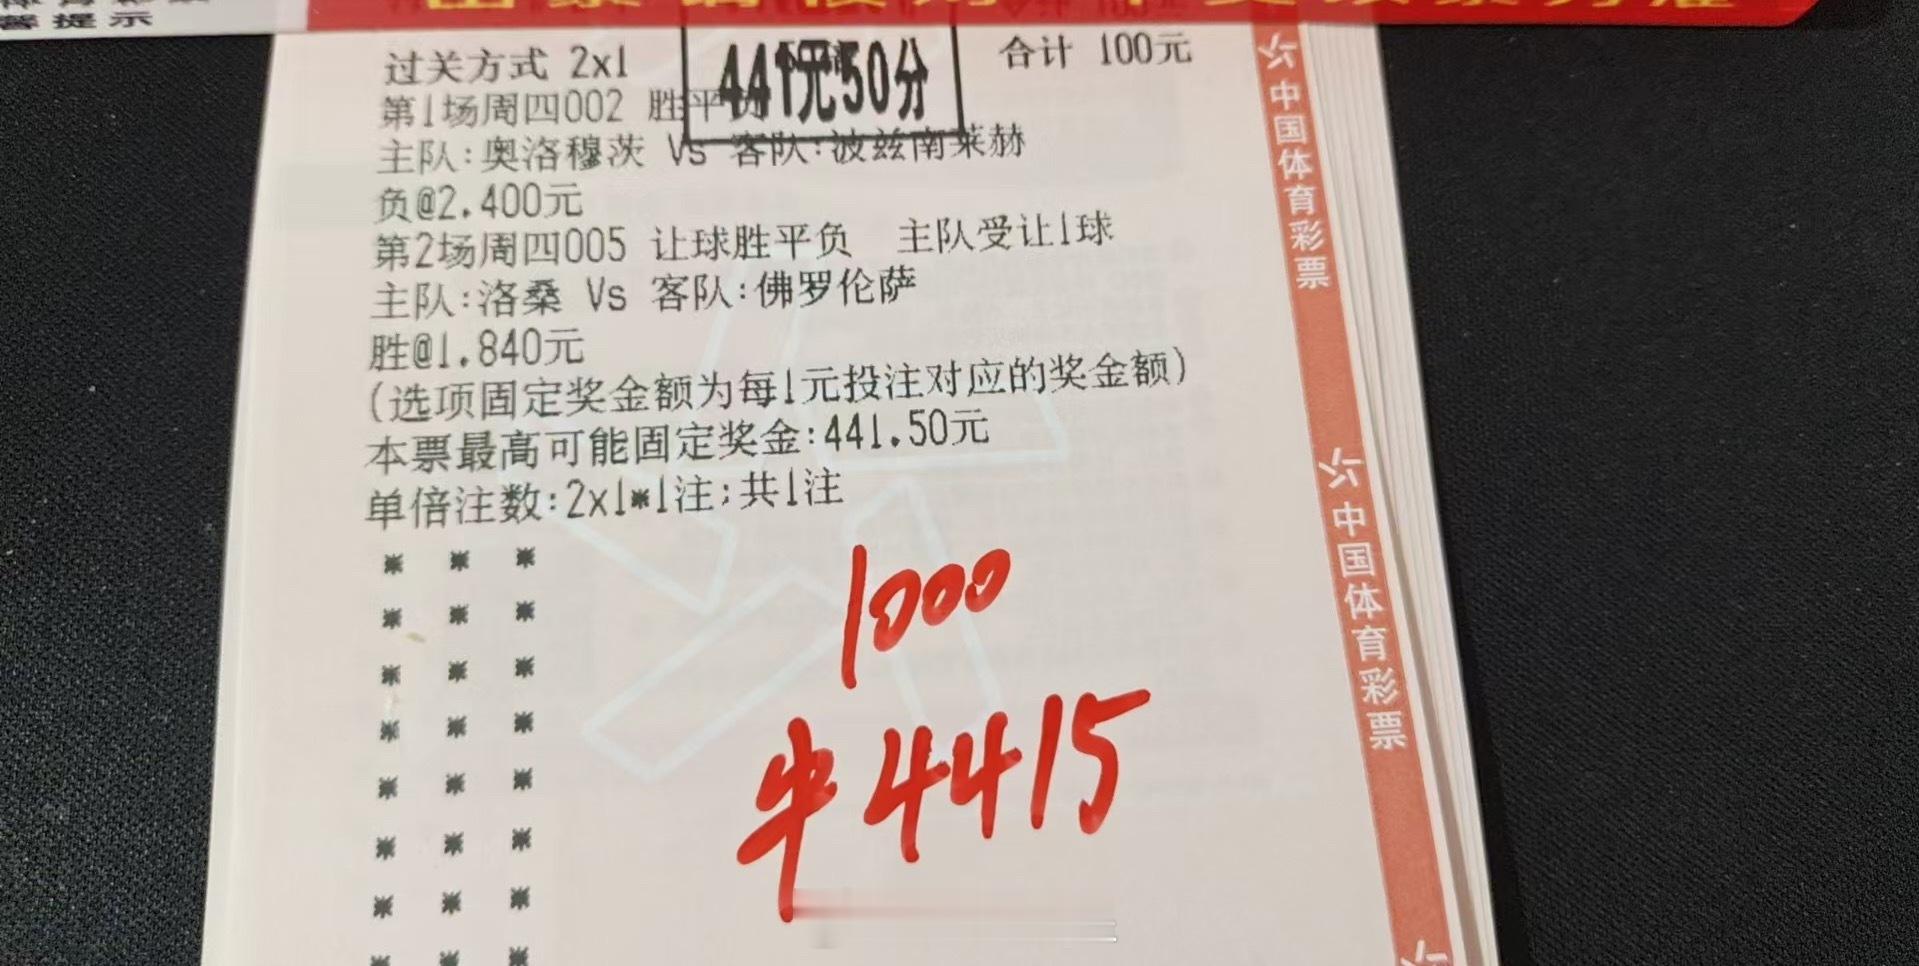 警提示
过关方式 2x1
合计 100元
441元50分
第1场周四002 胜平负
主队:奥洛穆茨 Vs 客队:波兹南莱赫
负@2.400元
第2场周四005 让球胜平负 主队受让1球
主队:洛桑 Vs 客队:佛罗伦萨
胜@1.840元
(选项固定奖金额为每1元投注对应的奖金额)
本票最高可能固定奖金:441.50元
单倍注数:2x1*1注;共1注
1000
中4415
中国体育彩票
中国体育彩票